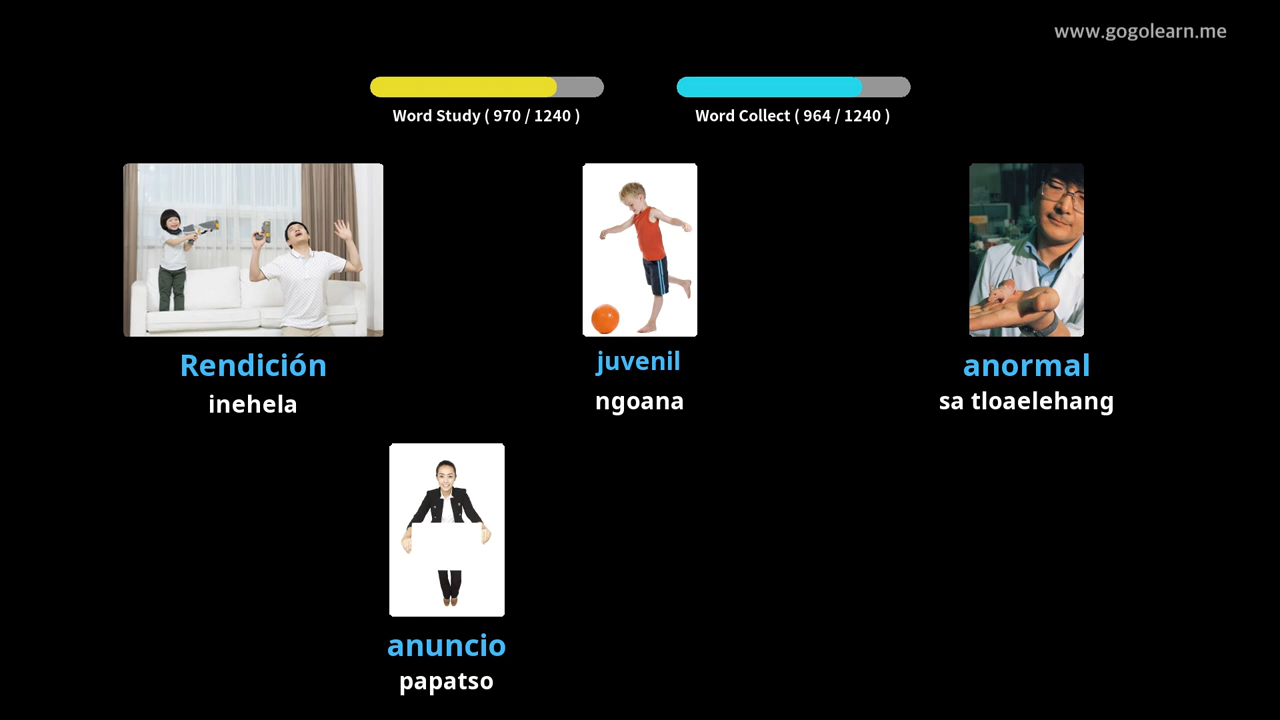 www.gogolearn.me
Word Study ( 970 / 1240 )
Word Collect ( 964 / 1240 )
Rendición
inehela
juvenil
ngoana
anormal
sa tloaelehang
anuncio
papatso